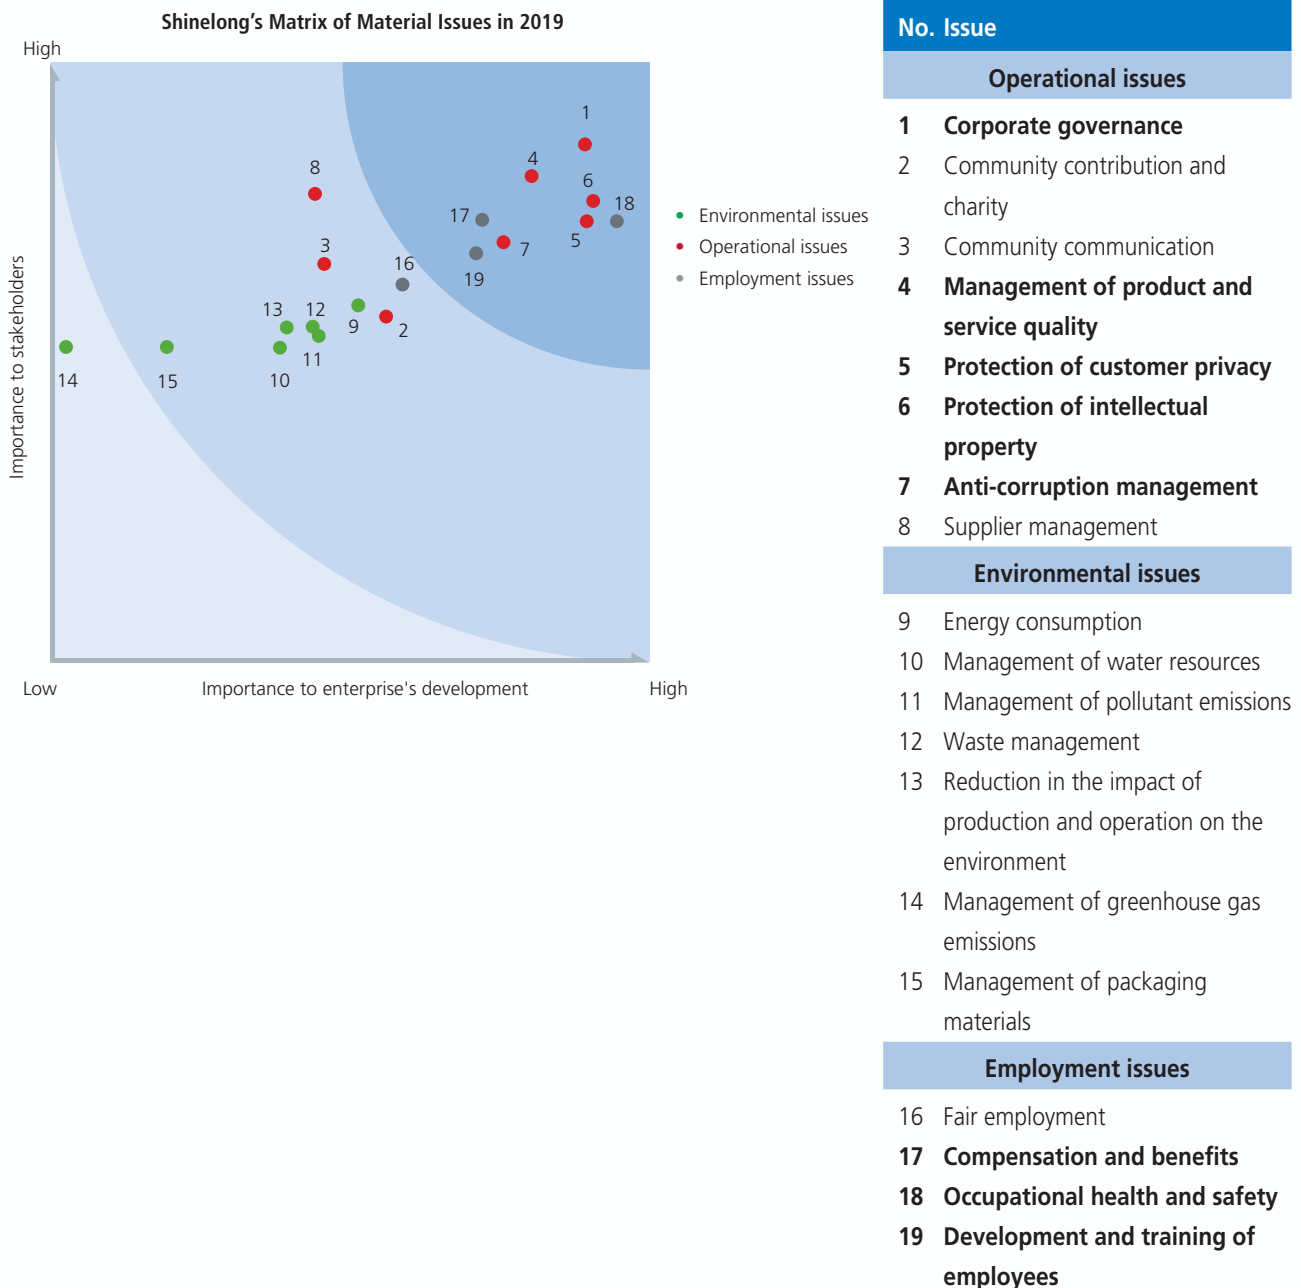 Shinelong’s Matrix of Material Issues in 2019
High
Importance to stakeholders
1
4
8
6
18
17
5
3
7
16
19
13
12
9
2
11
14
15
10
Low
Importance to enterprise's development
High
Environmental issues
Operational issues
Employment issues
No. Issue
Operational issues
1 Corporate governance
2 Community contribution and
charity
3 Community communication
4 Management of product and
service quality
5 Protection of customer privacy
6 Protection of intellectual
property
7 Anti-corruption management
8 Supplier management
Environmental issues
9 Energy consumption
10 Management of water resources
11 Management of pollutant emissions
12 Waste management
13 Reduction in the impact of
production and operation on the
environment
14 Management of greenhouse gas
emissions
15 Management of packaging
materials
Employment issues
16 Fair employment
17 Compensation and benefits
18 Occupational health and safety
19 Development and training of
employees